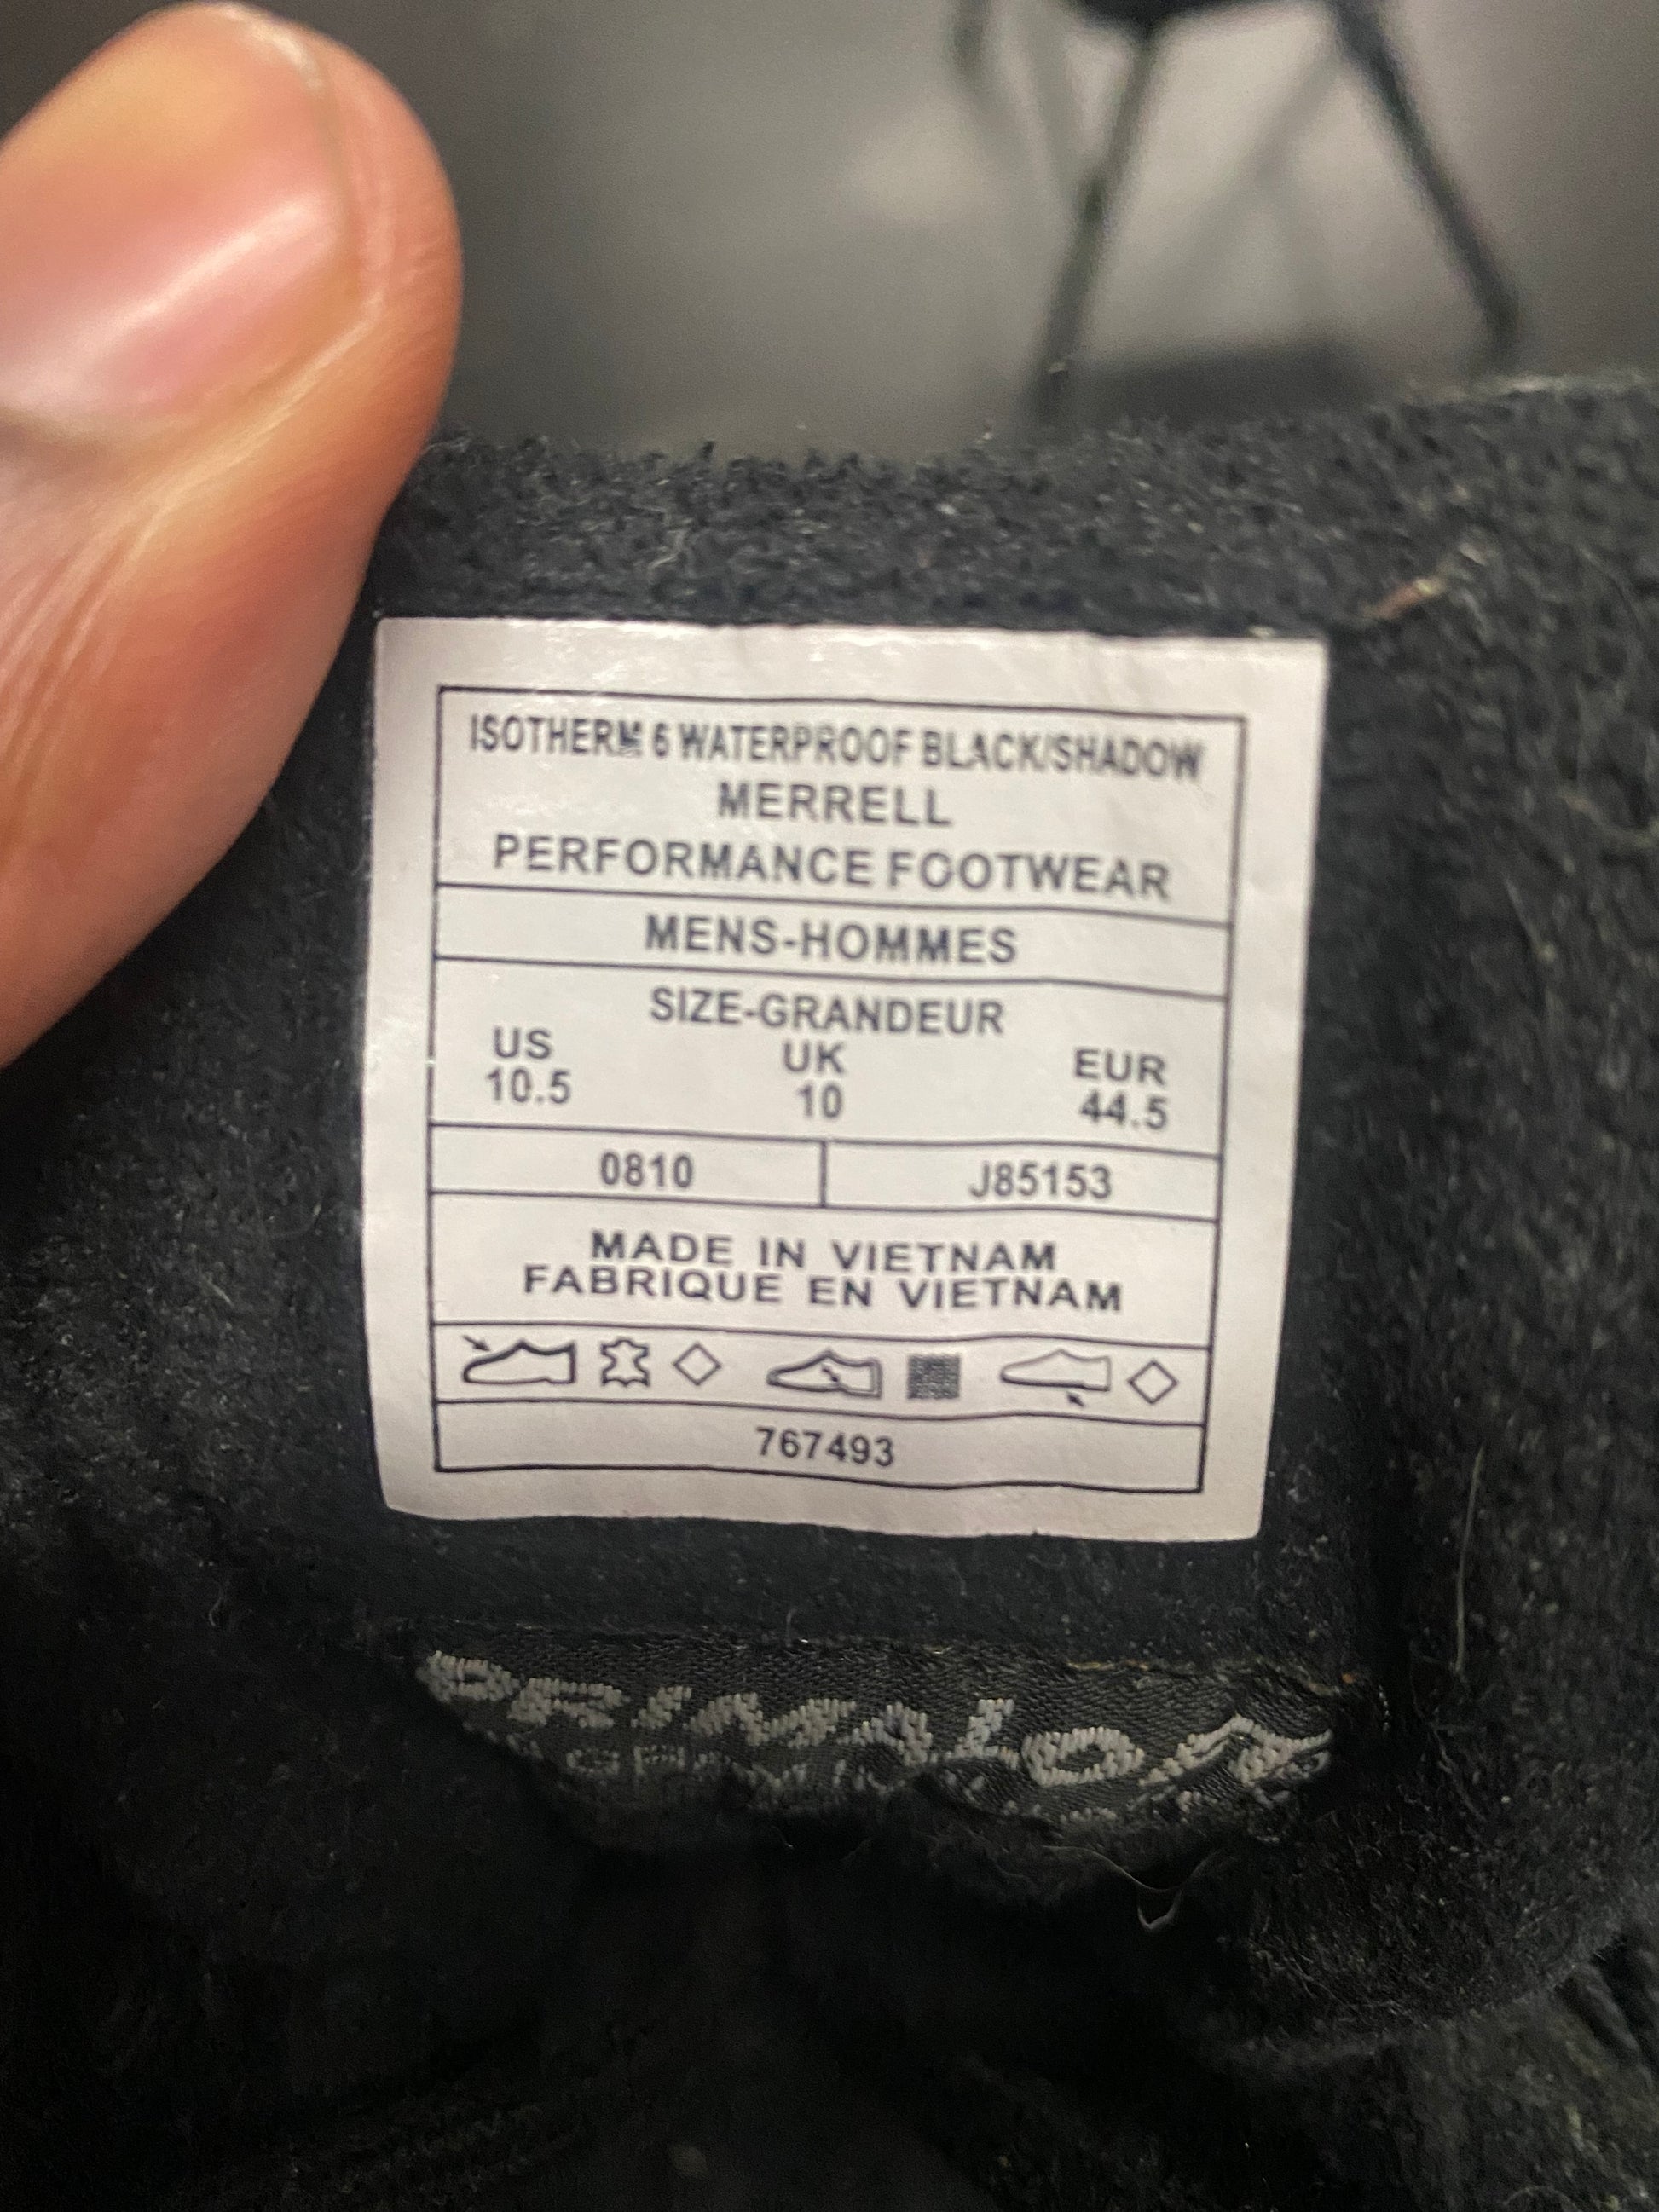 ISOTHERM 6 WATERPROOF BLACK/SHADOW
MERRELL
PERFORMANCE FOOTWEAR
MENS-HOMMES
SIZE-GRANDEUR
US UK EUR
10.5 10 44.5
0810 J85153
MADE IN VIETNAM
FABRIQUE EN VIETNAM
767493
PRIMALOFT